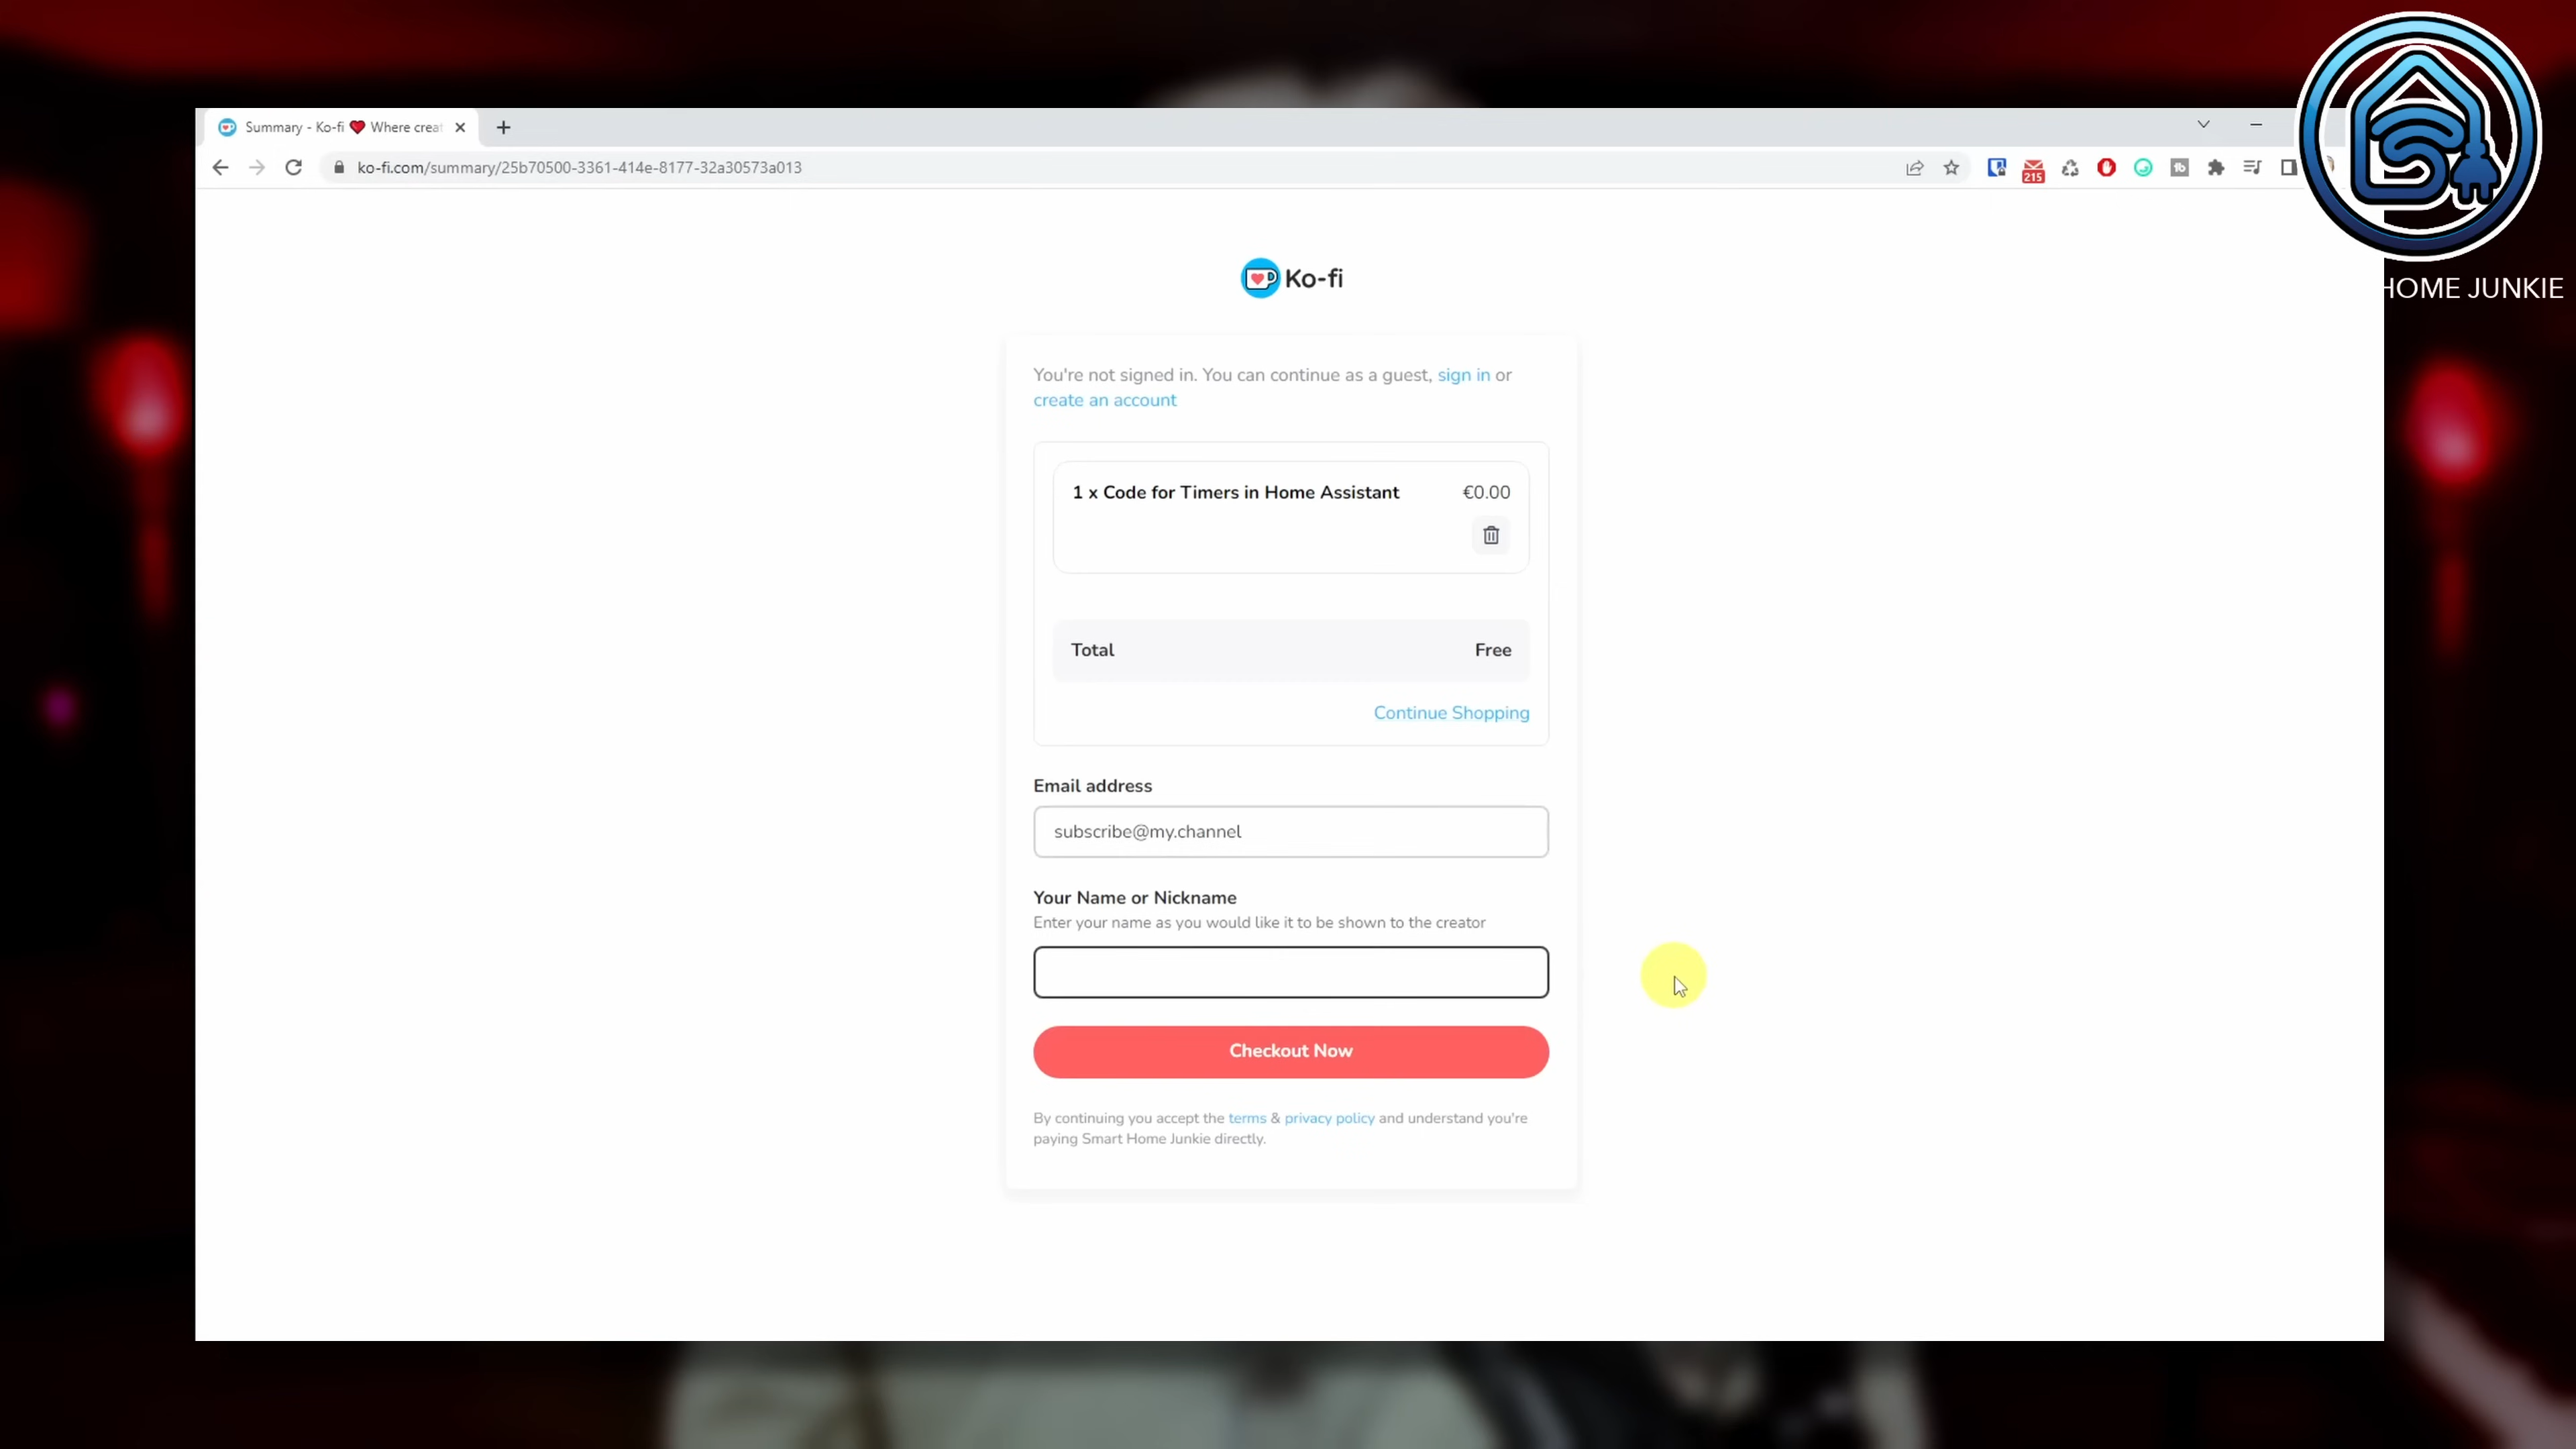 Summary - Ko-fi ❤ Where crea
ko-fi.com/summary/25b70500-3361-414e-8177-32a30573a013
215
HOME JUNKIE
Ko-fi
You're not signed in. You can continue as a guest, sign in or
create an account
1 x Code for Timers in Home Assistant €0.00
Total Free
Continue Shopping
Email address
subscribe@my.channel
Your Name or Nickname
Enter your name as you would like it to be shown to the creator
Checkout Now
By continuing you accept the terms & privacy policy and understand you're
paying Smart Home Junkie directly.